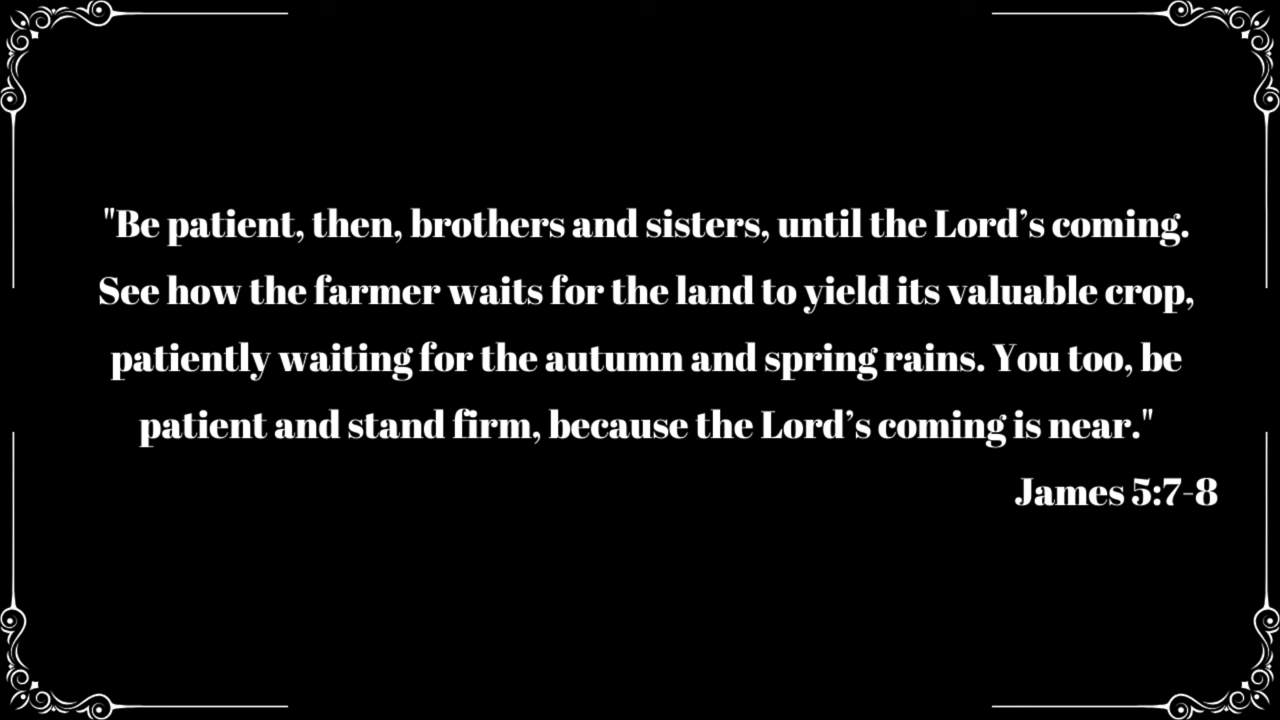 "Be patient, then, brothers and sisters, until the Lord’s coming.
See how the farmer waits for the land to yield its valuable crop,
patiently waiting for the autumn and spring rains. You too, be
patient and stand firm, because the Lord’s coming is near."
James 5:7-8